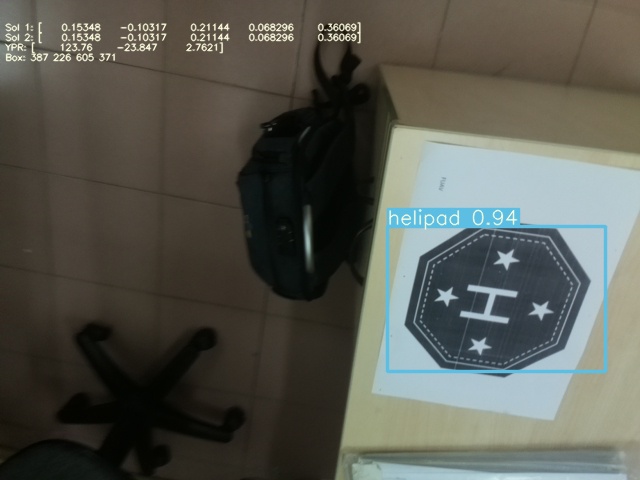 Sol 1: [ 0.15348 -0.10317 0.21144 0.068296 0.36069]
Sol 2: [ 0.15348 -0.10317 0.21144 0.068296 0.36069]
YPR: [ 123.76 -23.847 2.7621]
Box: 387 226 605 371
helipad 0.94
H